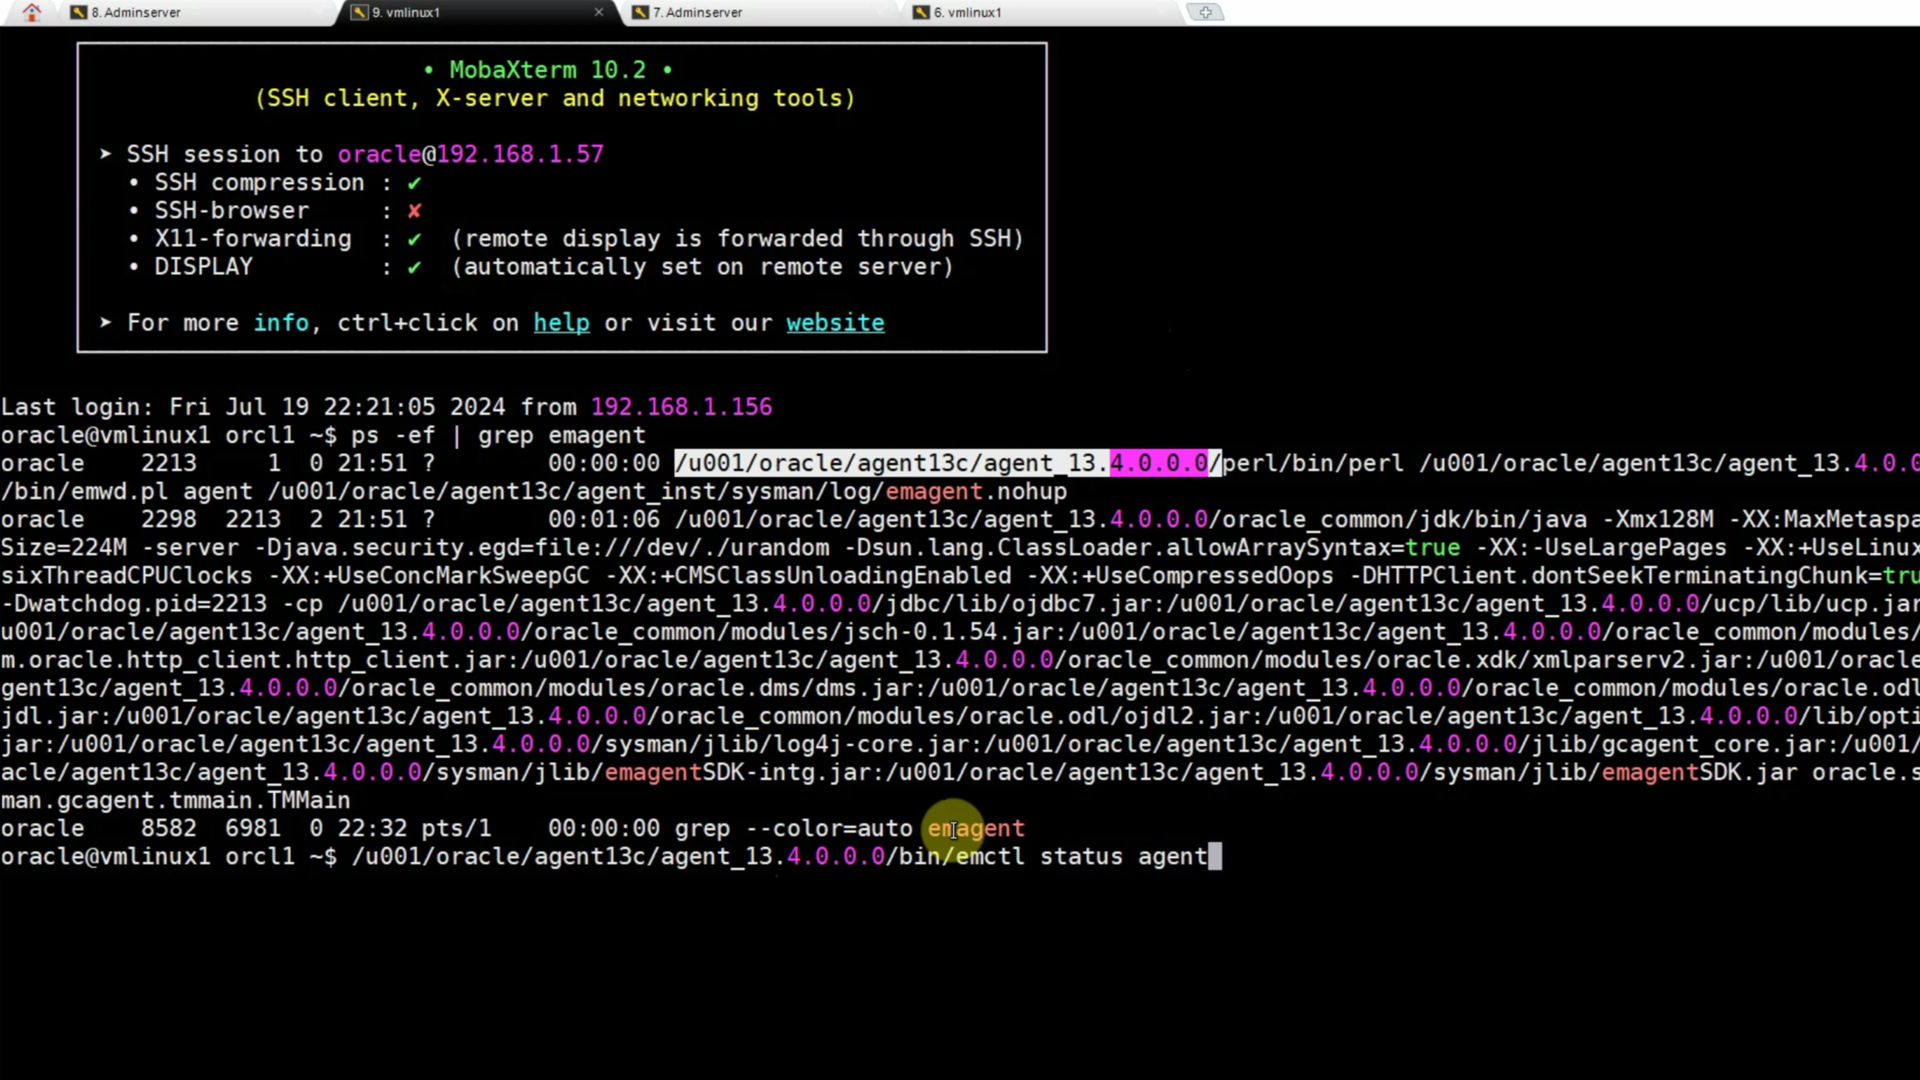 8. Adminserver
9. vmlinux1
7. Adminserver
6. vmlinux1
• MobaXterm 10.2 •
(SSH client, X-server and networking tools)
➤ SSH session to oracle@192.168.1.57
• SSH compression : ✔
• SSH-browser : ✘
• X11-forwarding : ✔ (remote display is forwarded through SSH)
• DISPLAY : ✔ (automatically set on remote server)
➤ For more info, ctrl+click on help or visit our website
Last login: Fri Jul 19 22:21:05 2024 from 192.168.1.156
oracle@vmlinux1 orcl1 ~$ ps -ef | grep emagent
oracle 2213 1 0 21:51 ? 00:00:00 /u001/oracle/agent13c/agent_13.4.0.0.0/perl/bin/perl /u001/oracle/agent13c/agent_13.4.0.0
/bin/emwd.pl agent /u001/oracle/agent13c/agent_inst/sysman/log/emagent.nohup
oracle 2298 2213 2 21:51 ? 00:01:06 /u001/oracle/agent13c/agent_13.4.0.0.0/oracle_common/jdk/bin/java -Xmx128M -XX:MaxMetaspa
Size=224M -server -Djava.security.egd=file:///dev/./urandom -Dsun.lang.ClassLoader.allowArraySyntax=true -XX:-UseLargePages -XX:+UseLinux
sixThreadCPUClocks -XX:+UseConcMarkSweepGC -XX:+CMSClassUnloadingEnabled -XX:+UseCompressedOops -DHTTPClient.dontSeekTerminatingChunk=tru
-Dwatchdog.pid=2213 -cp /u001/oracle/agent13c/agent_13.4.0.0.0/jdbc/lib/ojdbc7.jar:/u001/oracle/agent13c/agent_13.4.0.0.0/ucp/lib/ucp.jar
u001/oracle/agent13c/agent_13.4.0.0.0/oracle_common/modules/jsch-0.1.54.jar:/u001/oracle/agent13c/agent_13.4.0.0.0/oracle_common/modules/
m.oracle.http_client.http_client.jar:/u001/oracle/agent13c/agent_13.4.0.0.0/oracle_common/modules/oracle.xdk/xmlparserv2.jar:/u001/oracle
gent13c/agent_13.4.0.0.0/oracle_common/modules/oracle.dms/dms.jar:/u001/oracle/agent13c/agent_13.4.0.0.0/oracle_common/modules/oracle.odl
jdl.jar:/u001/oracle/agent13c/agent_13.4.0.0.0/oracle_common/modules/oracle.odl/ojdl2.jar:/u001/oracle/agent13c/agent_13.4.0.0.0/lib/opti
jar:/u001/oracle/agent13c/agent_13.4.0.0.0/sysman/jlib/log4j-core.jar:/u001/oracle/agent13c/agent_13.4.0.0.0/jlib/gcagent_core.jar:/u001/
acle/agent13c/agent_13.4.0.0.0/sysman/jlib/emagentSDK-intg.jar:/u001/oracle/agent13c/agent_13.4.0.0.0/sysman/jlib/emagentSDK.jar oracle.s
man.gcagent.tmmain.TMMain
oracle 8582 6981 0 22:32 pts/1 00:00:00 grep --color=auto emagent
oracle@vmlinux1 orcl1 ~$ /u001/oracle/agent13c/agent_13.4.0.0.0/bin/emctl status agent